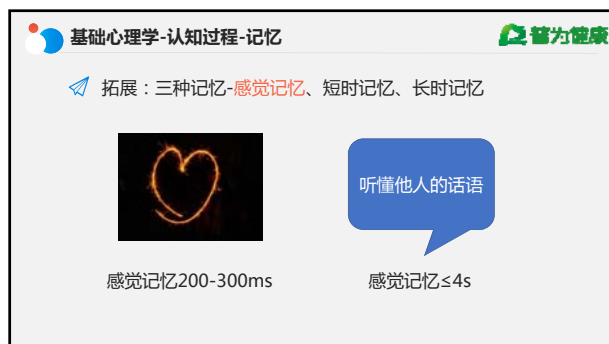 基础心理学-认知过程-记忆
普为健康
拓展：三种记忆-感觉记忆、短时记忆、长时记忆
听懂他人的话语
感觉记忆200-300ms
感觉记忆≤4s